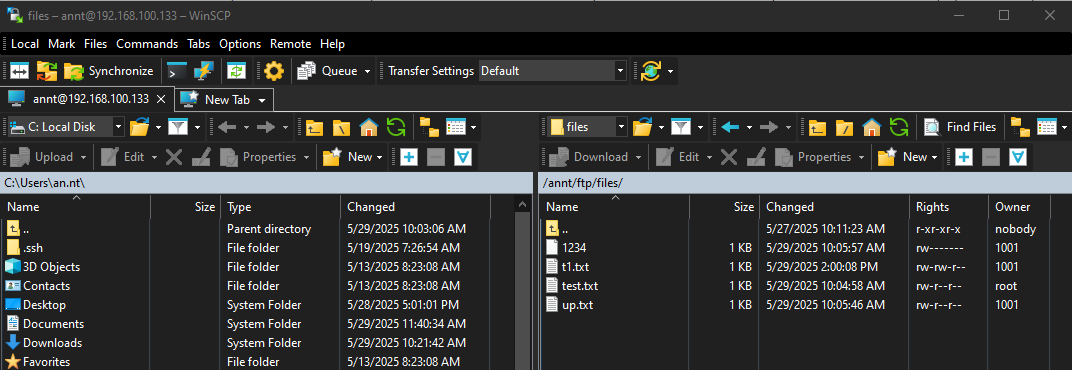 files – annt@192.168.100.133 – WinSCP
Local Mark Files Commands Tabs Options Remote Help
Synchronize Queue Transfer Settings Default
annt@192.168.100.133 × New Tab
C: Local Disk
files Find Files
Upload Edit Properties New
Download Edit Properties New
C:\Users\an.nt\
/annt/ftp/files/
Name Size Type Changed
.. Parent directory 5/29/2025 10:03:06 AM
.ssh File folder 5/19/2025 7:26:54 AM
3D Objects File folder 5/13/2025 8:23:08 AM
Contacts File folder 5/13/2025 8:23:08 AM
Desktop System Folder 5/28/2025 5:01:01 PM
Documents System Folder 5/29/2025 11:40:34 AM
Downloads System Folder 5/29/2025 10:21:42 AM
Favorites File folder 5/13/2025 8:23:08 AM
Name Size Changed Rights Owner
.. 5/27/2025 10:11:23 AM r-xr-xr-x nobody
1234 1 KB 5/29/2025 10:05:57 AM rw------- 1001
t1.txt 1 KB 5/29/2025 2:00:08 PM rw-rw-r-- 1001
test.txt 1 KB 5/29/2025 10:04:58 AM rw-r--r-- root
up.txt 1 KB 5/29/2025 10:05:46 AM rw-r--r-- 1001